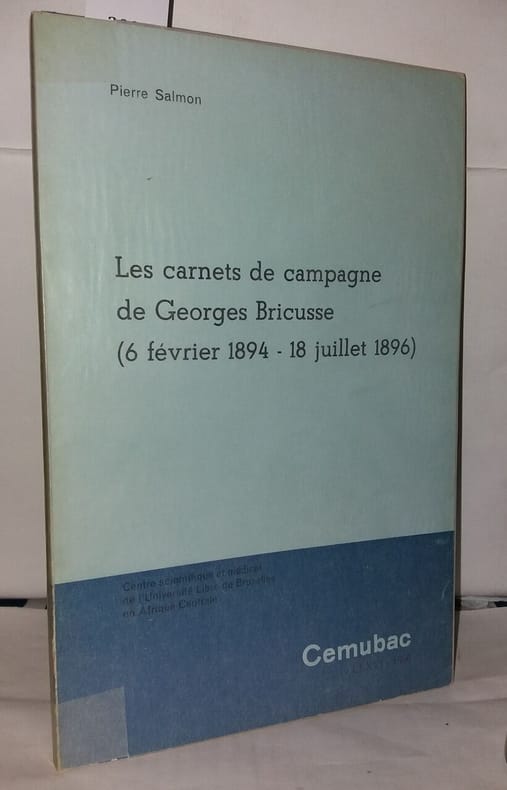 Pierre Salmon
Les carnets de campagne
de Georges Bricusse
(6 février 1894 - 18 juillet 1896)
Centre scientifique et médical
de l'Université Libre de Bruxelles
en Afrique Centrale
Cemubac